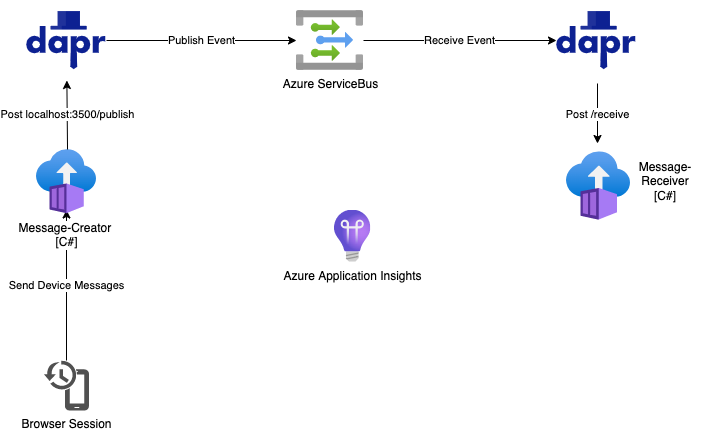 dapr
Publish Event
Azure ServiceBus
Receive Event
dapr
Post localhost:3500/publish
Post /receive
Message-Creator
[C#]
Message-
Receiver
[C#]
Azure Application Insights
Send Device Messages
Browser Session